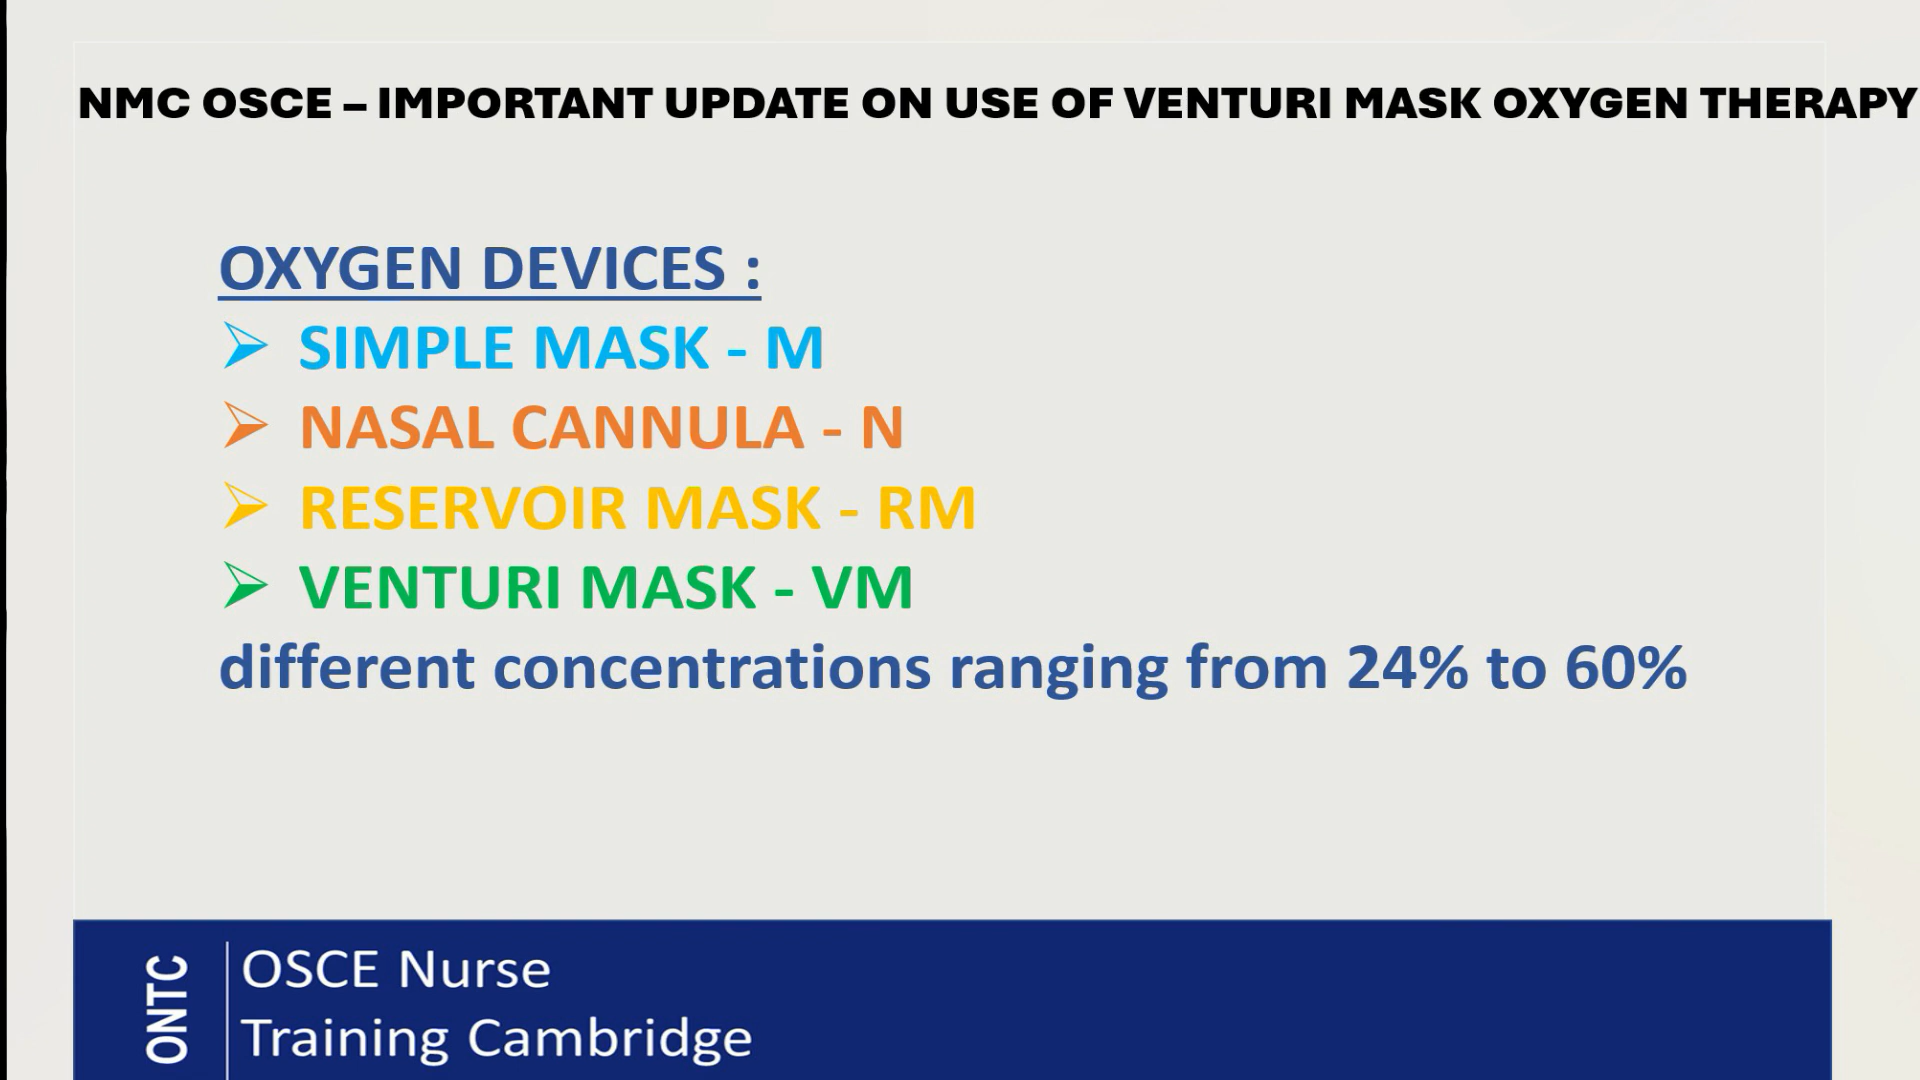 NMC OSCE – IMPORTANT UPDATE ON USE OF VENTURI MASK OXYGEN THERAPY
OXYGEN DEVICES :
➢ SIMPLE MASK - M
➢ NASAL CANNULA - N
➢ RESERVOIR MASK - RM
➢ VENTURI MASK - VM
different concentrations ranging from 24% to 60%
ONTC
OSCE Nurse
Training Cambridge